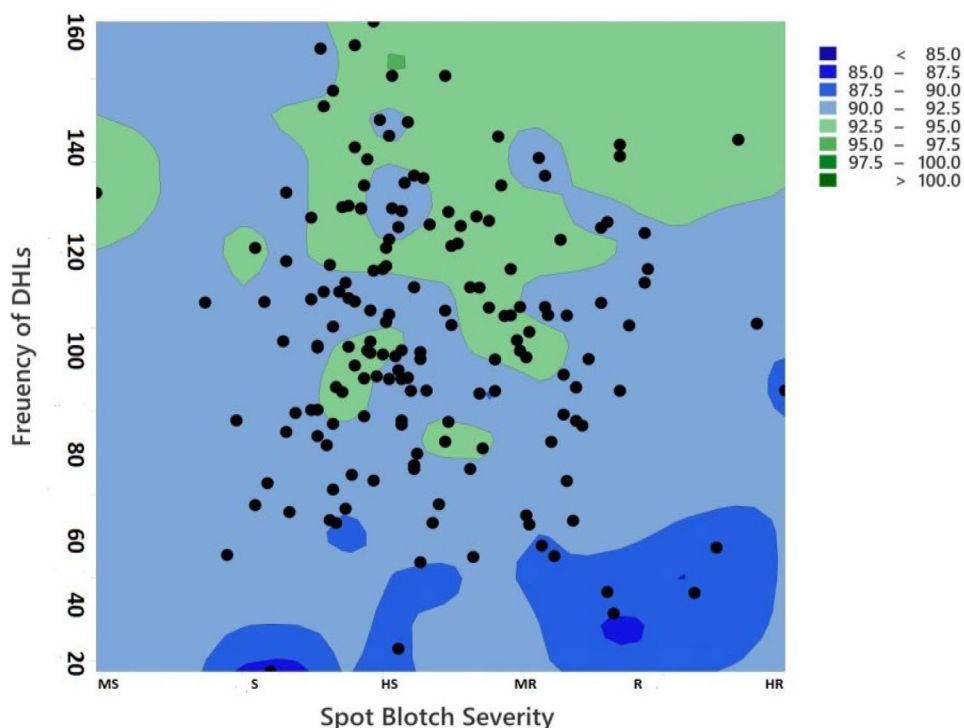 160
140
120
100
80
60
40
20
Freuency of DHLs
MS S HS MR R HR
Spot Blotch Severity
< 85.0
85.0 – 87.5
87.5 – 90.0
90.0 – 92.5
92.5 – 95.0
95.0 – 97.5
97.5 – 100.0
> 100.0